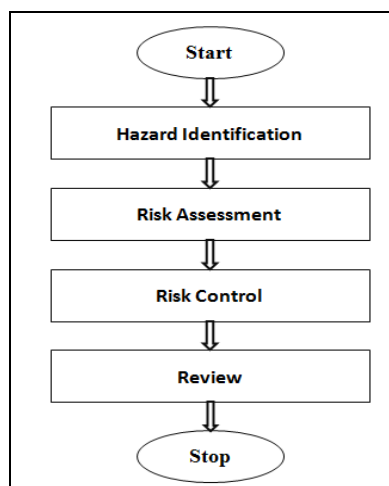 Start
Hazard Identification
Risk Assessment
Risk Control
Review
Stop